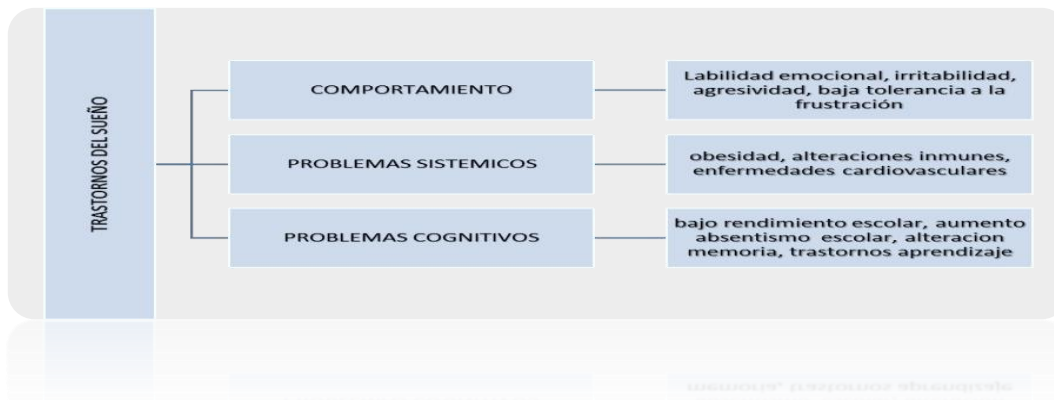 TRASTORNOS DEL SUEÑO
COMPORTAMIENTO
Labilidad emocional, irritabilidad,
agresividad, baja tolerancia a la
frustración
PROBLEMAS SISTEMICOS
obesidad, alteraciones inmunes,
enfermedades cardiovasculares
PROBLEMAS COGNITIVOS
bajo rendimiento escolar, aumento
absentismo escolar, alteracion
memoria, trastornos aprendizaje